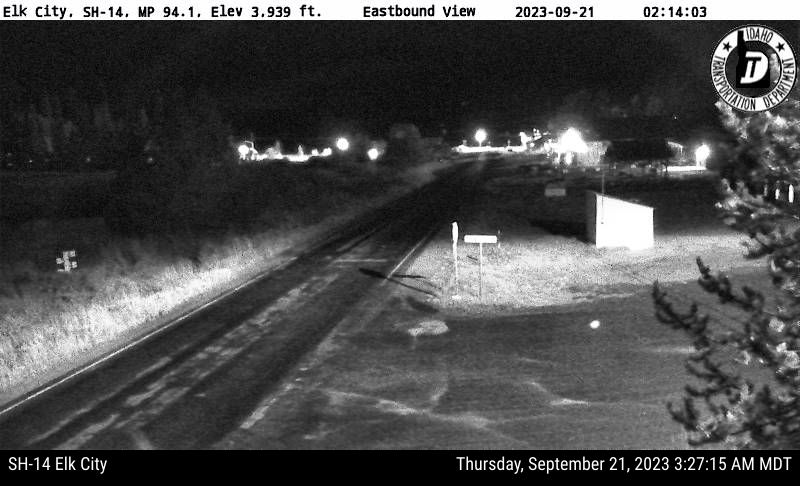 Elk City, SH-14, MP 94.1, Elev 3,939 ft. Eastbound View 2023-09-21 02:14:03
IDAHO
TRANSPORTATION DEPARTMENT
SH-14 Elk City Thursday, September 21, 2023 3:27:15 AM MDT